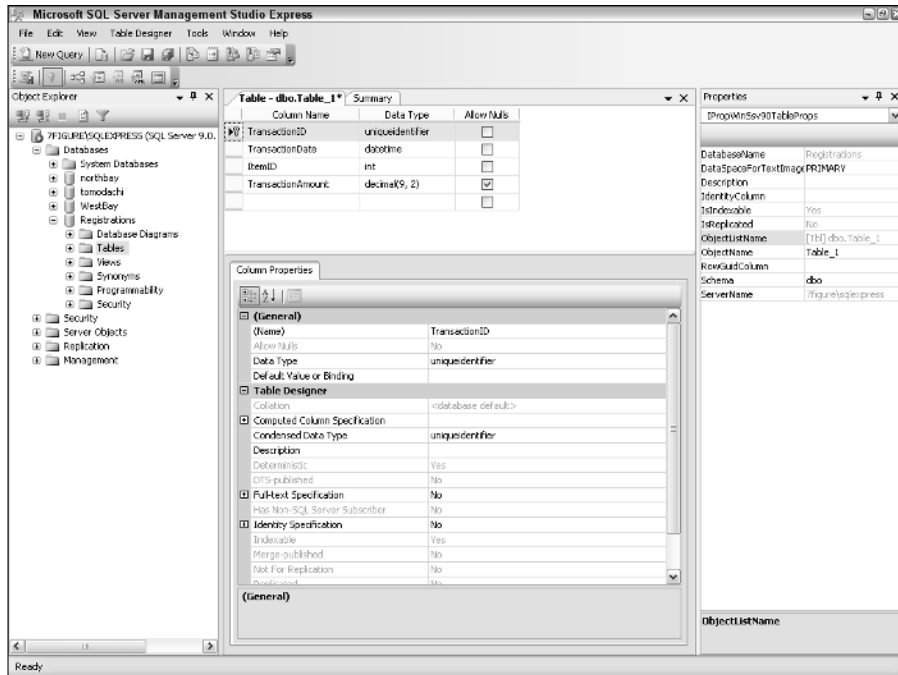 Microsoft SQL Server Management Studio Express
File Edit View Table Designer Tools Window Help
New Query
Object Explorer
7FIGURE\SQLEXPRESS (SQL Server 9.0.
Databases
System Databases
northbay
tomodachi
WestBay
Registrations
Database Diagrams
Tables
Views
Synonyms
Programmability
Security
Security
Server Objects
Replication
Management
Table - dbo.Table_1* Summary
Column Name Data Type Allow Nulls
TransactionID uniqueidentifier
TransactionDate datetime
ItemID int
TransactionAmount decimal(9, 2)
Column Properties
(General)
(Name) TransactionID
Allow Nulls No
Data Type uniqueidentifier
Default Value or Binding
Table Designer
Collation <database default>
Computed Column Specification
Condensed Data Type uniqueidentifier
Description
Deterministic Yes
DTS-published No
Full-text Specification No
Has Non-SQL Server Subscriber No
Identity Specification No
Indexable Yes
Merge-published No
Not For Replication No
Replicated No
(General)
Properties
IPropWinSsv90TableProps
DatabaseName Registrations
DataSpaceForTextImage PRIMARY
Description
IdentityColumn
IsIndexable Yes
IsReplicated No
ObjectListName [Tbl] dbo.Table_1
ObjectName Table_1
RowGuidColumn
Schema dbo
ServerName 7figure\sqlexpress
ObjectListName
Ready